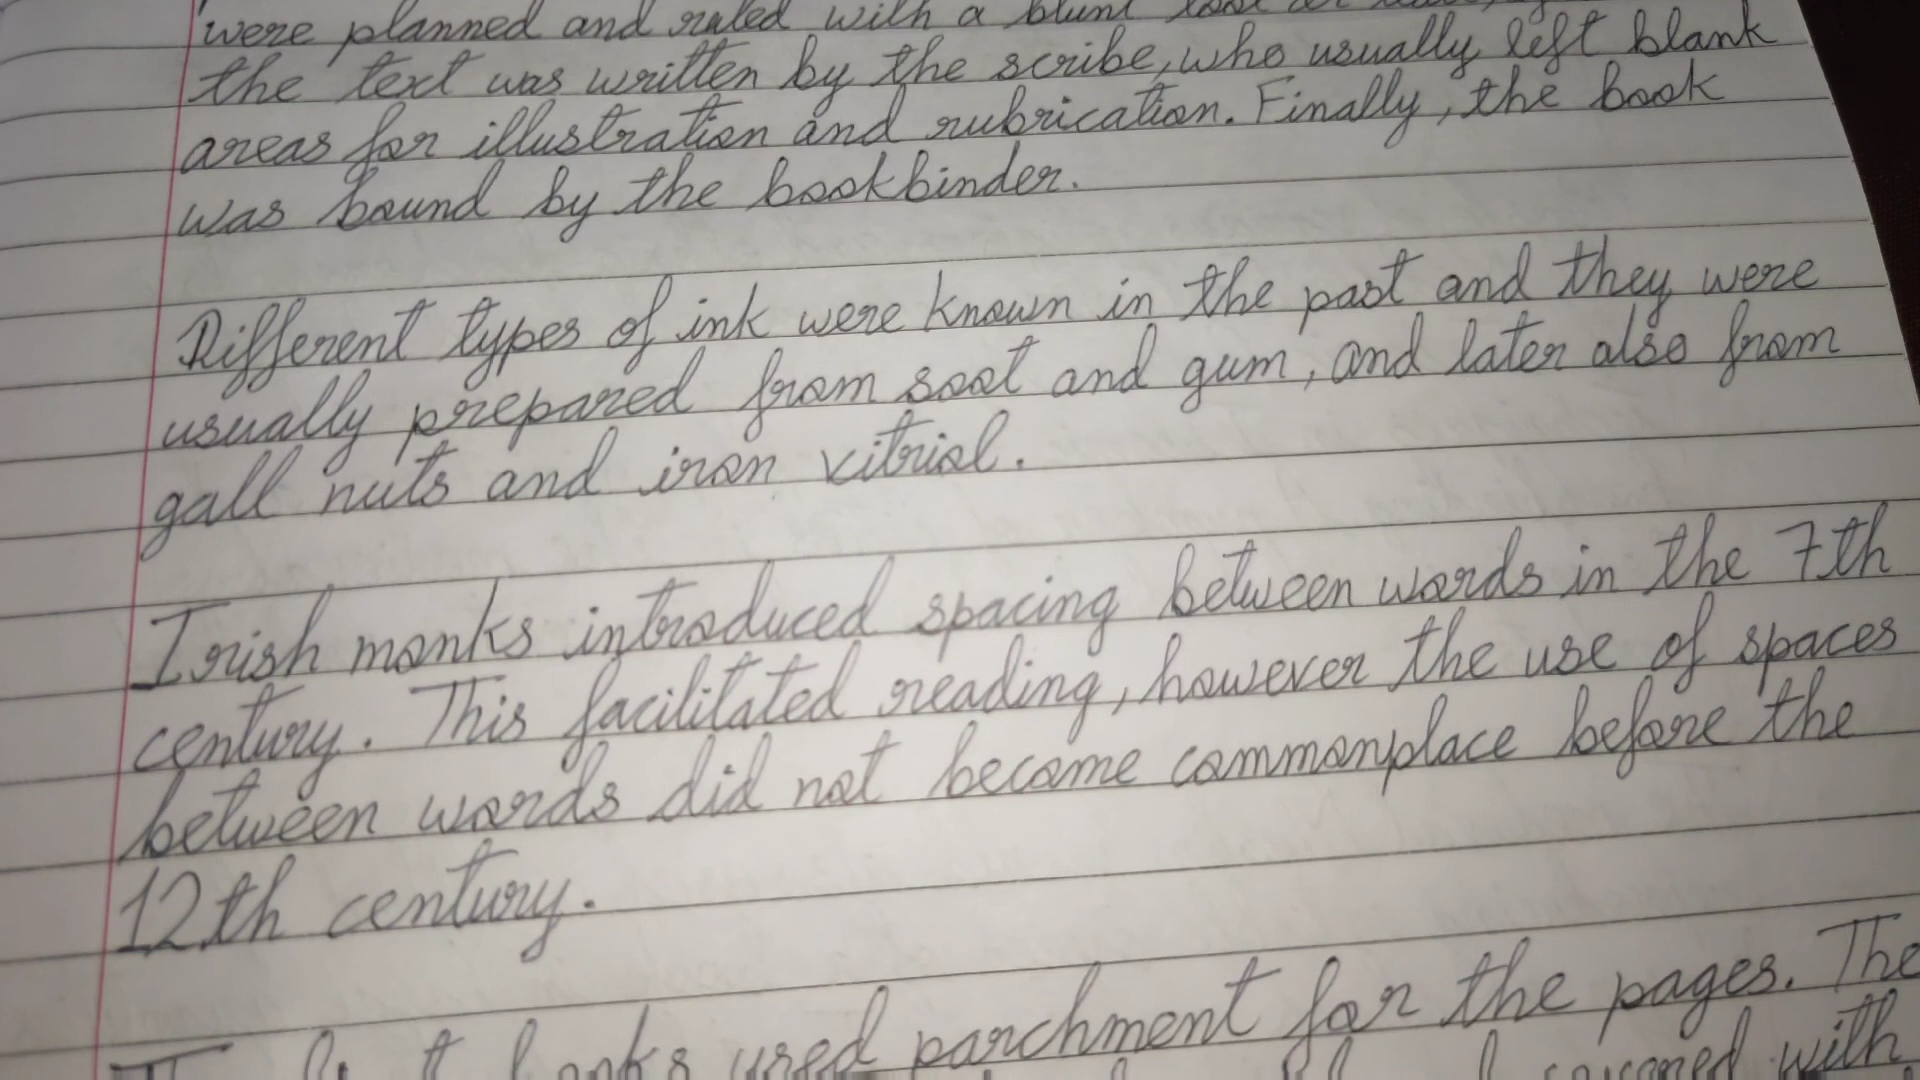 were planned and ruled with a blunt
the text was written by the scribe, who usually left blank
areas for illustration and rubrication. Finally, the book
was bound by the bookbinder.
Different types of ink were known in the past and they were
usually prepared from soot and gum, and later also from
gall nuts and iron vitriol.
Irish monks introduced spacing between words in the 7th
century. This facilitated reading, however the use of spaces
between words did not become commonplace before the
12th century.
used parchment for the pages. The
with